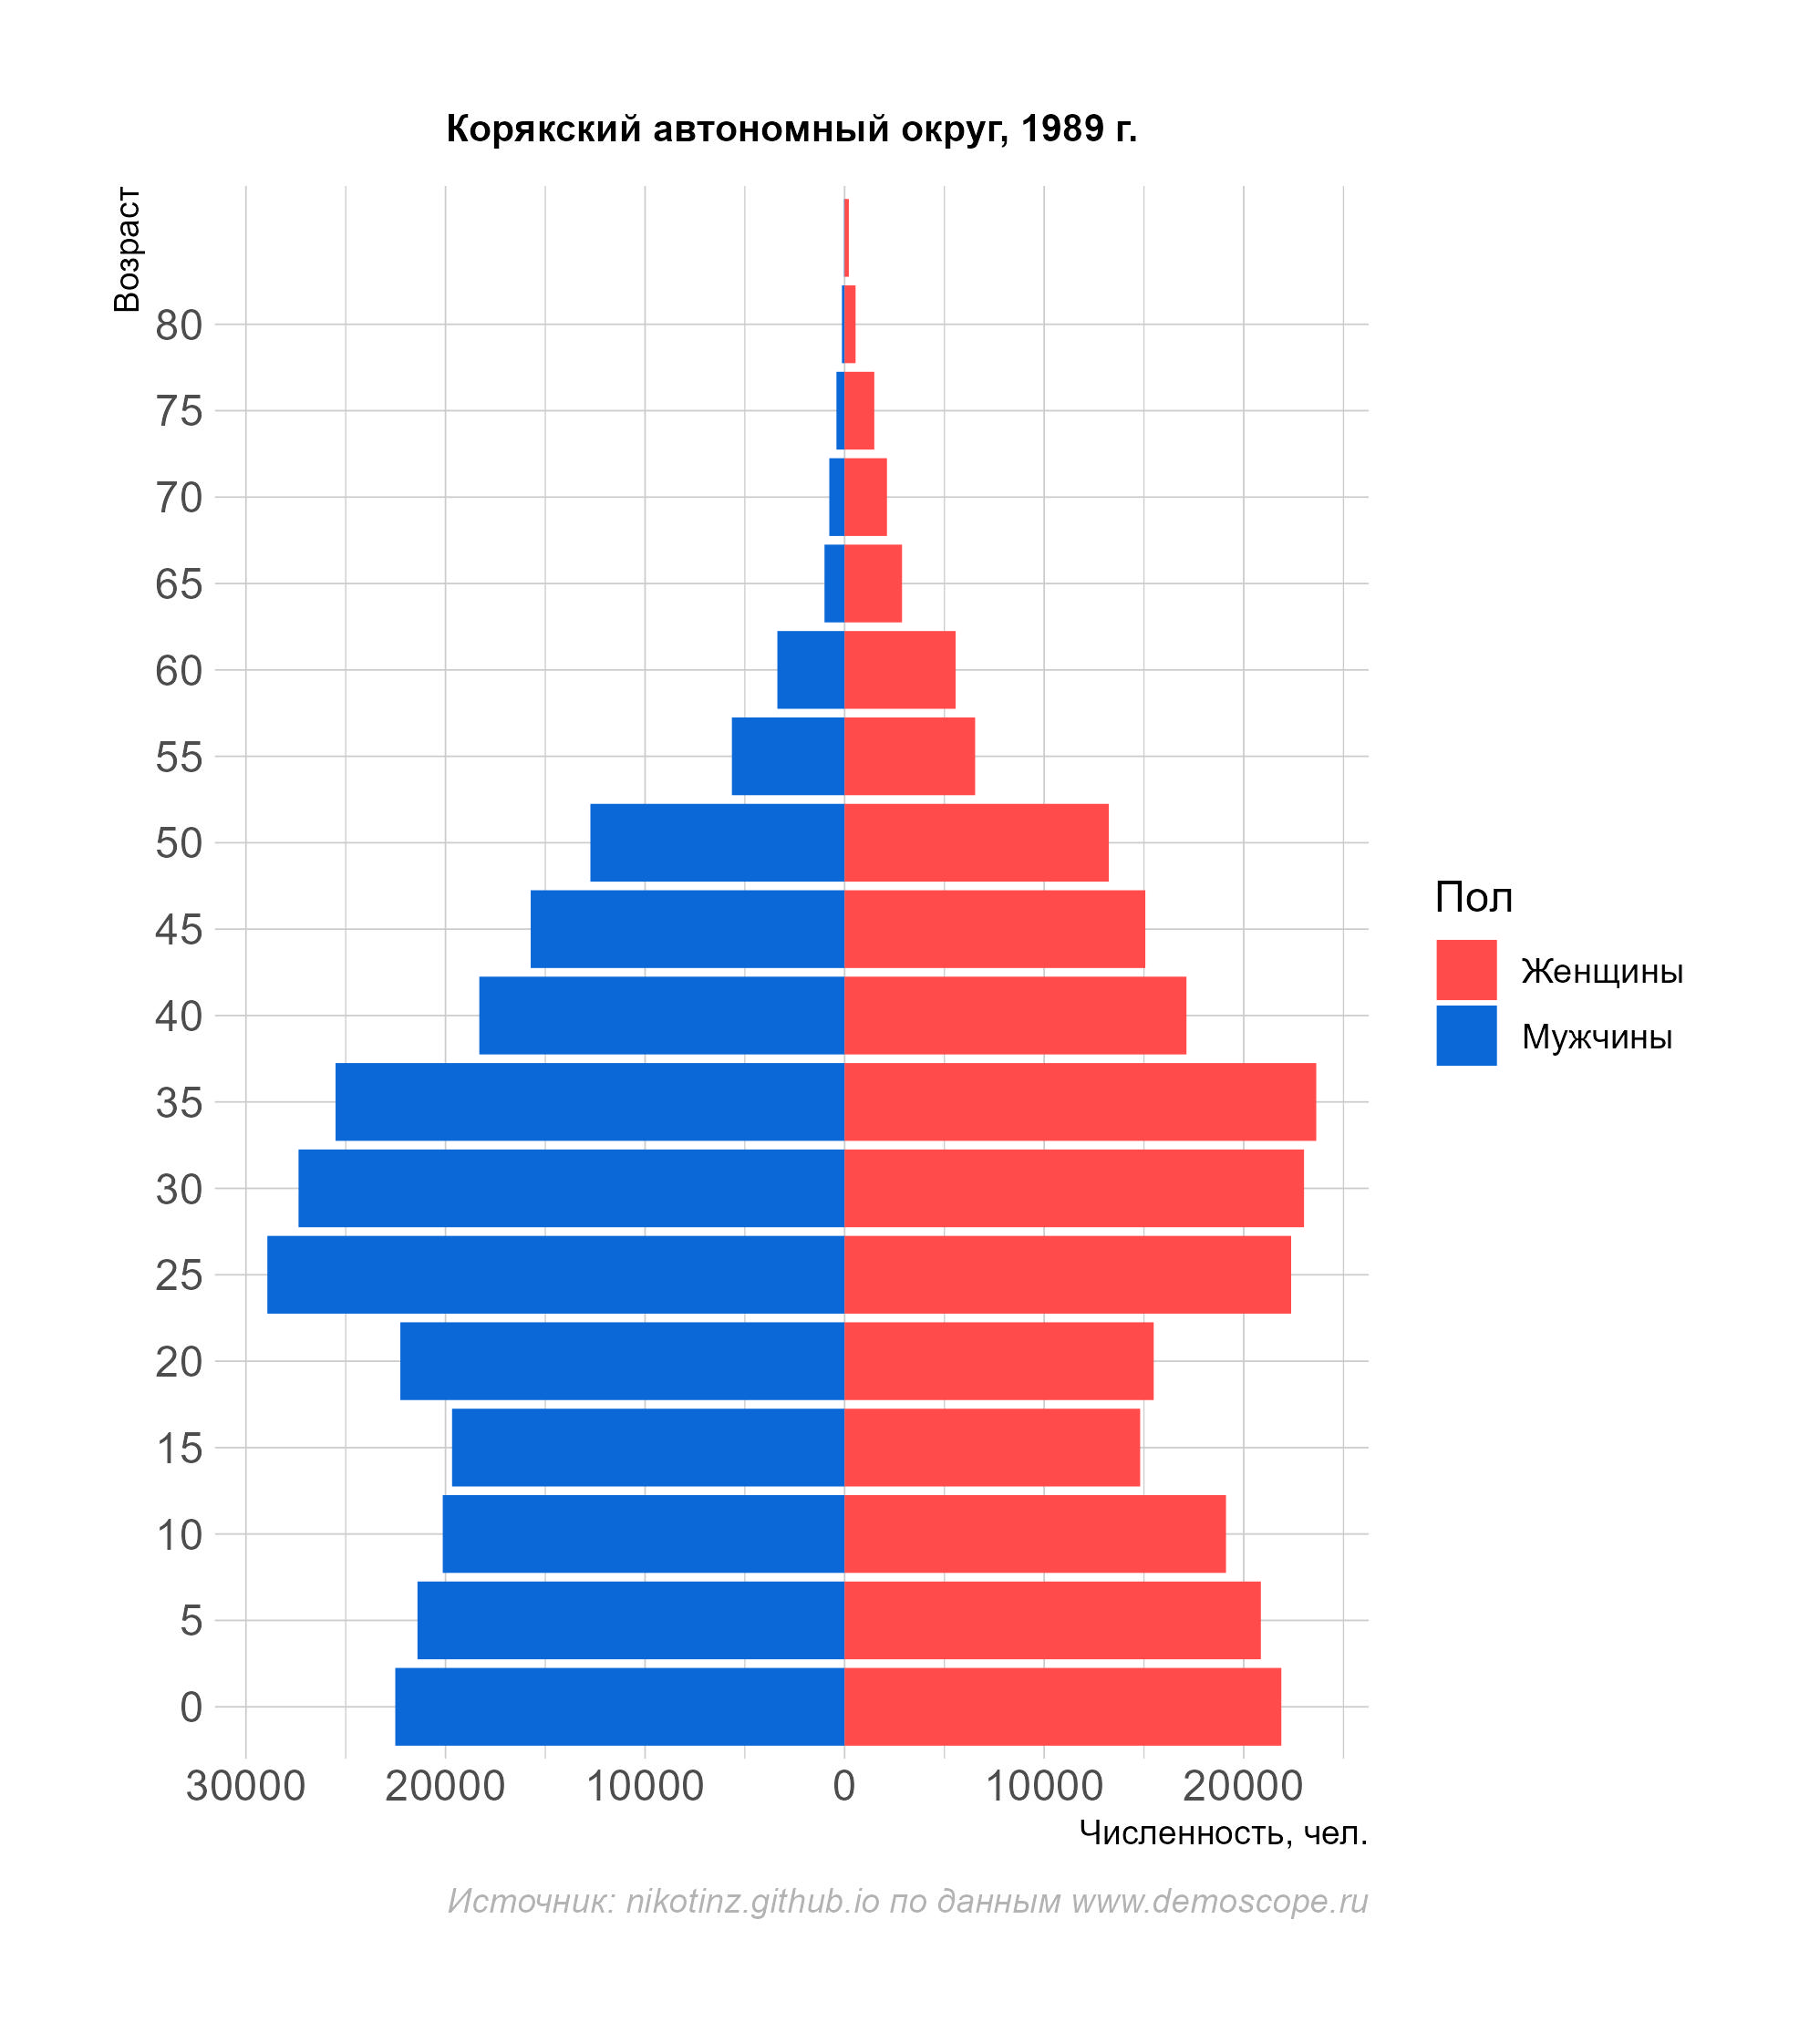 Корякский автономный округ, 1989 г.
Возраст
80
75
70
65
60
55
50
45
40
35
30
25
20
15
10
5
0
30000 20000 10000 0 10000 20000
Численность, чел.
Пол
Женщины
Мужчины
Источник: nikotinz.github.io по данным www.demoscope.ru